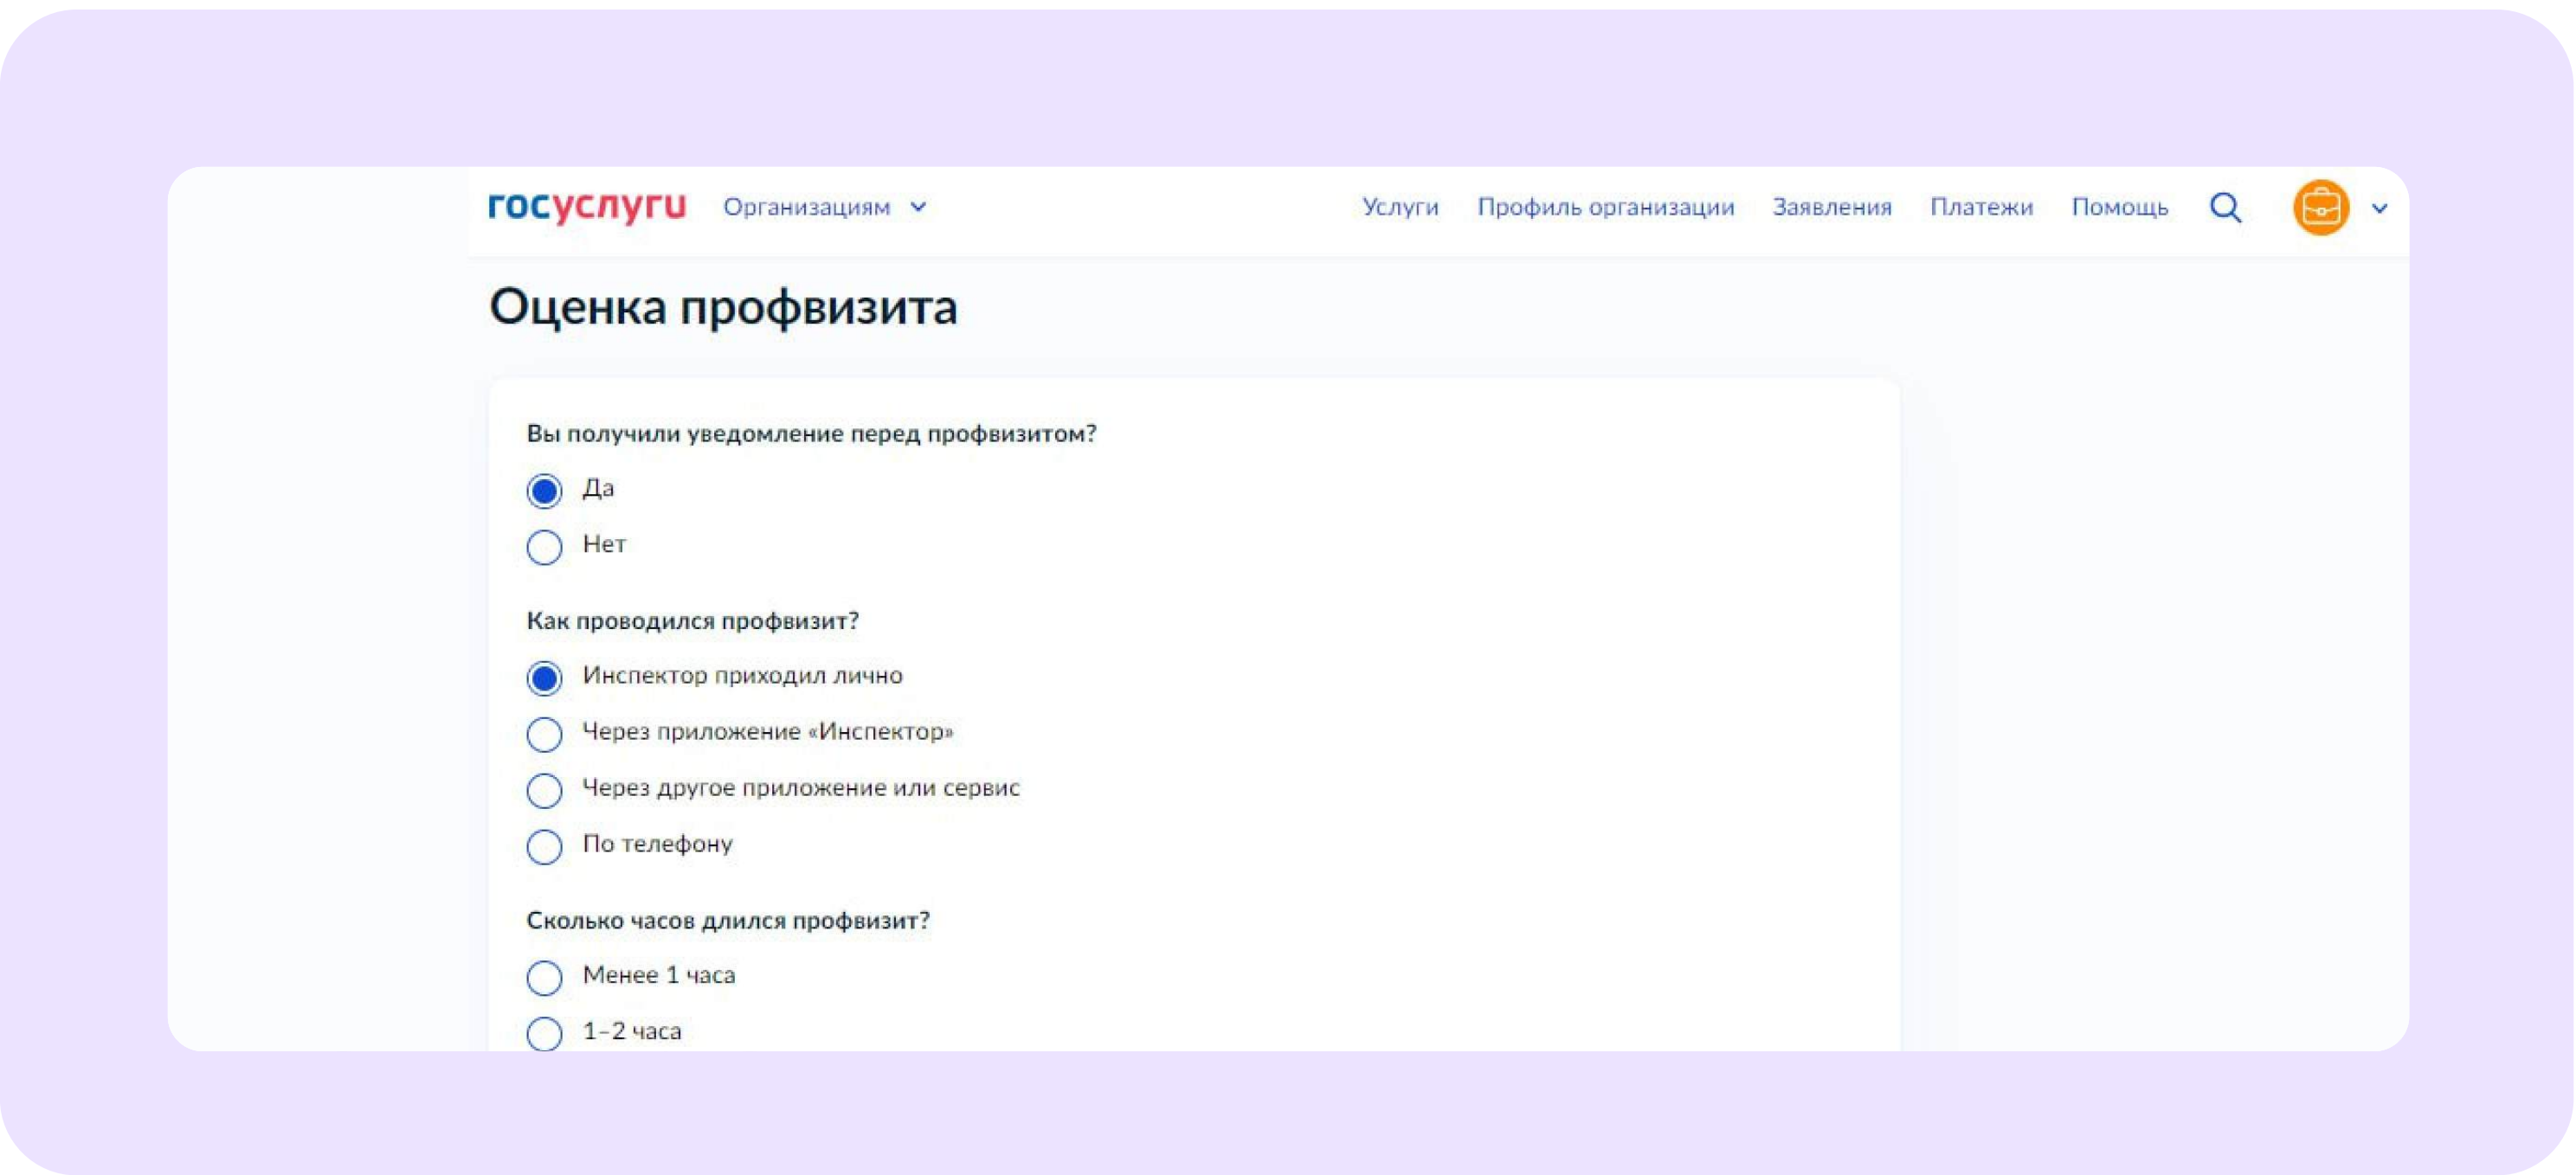 госуслуги Организациям Услуги Профиль организации Заявления Платежи Помощь
Оценка профвизита
Вы получили уведомление перед профвизитом?
Да
Нет
Как проводился профвизит?
Инспектор приходил лично
Через приложение «Инспектор»
Через другое приложение или сервис
По телефону
Сколько часов длился профвизит?
Менее 1 часа
1–2 часа